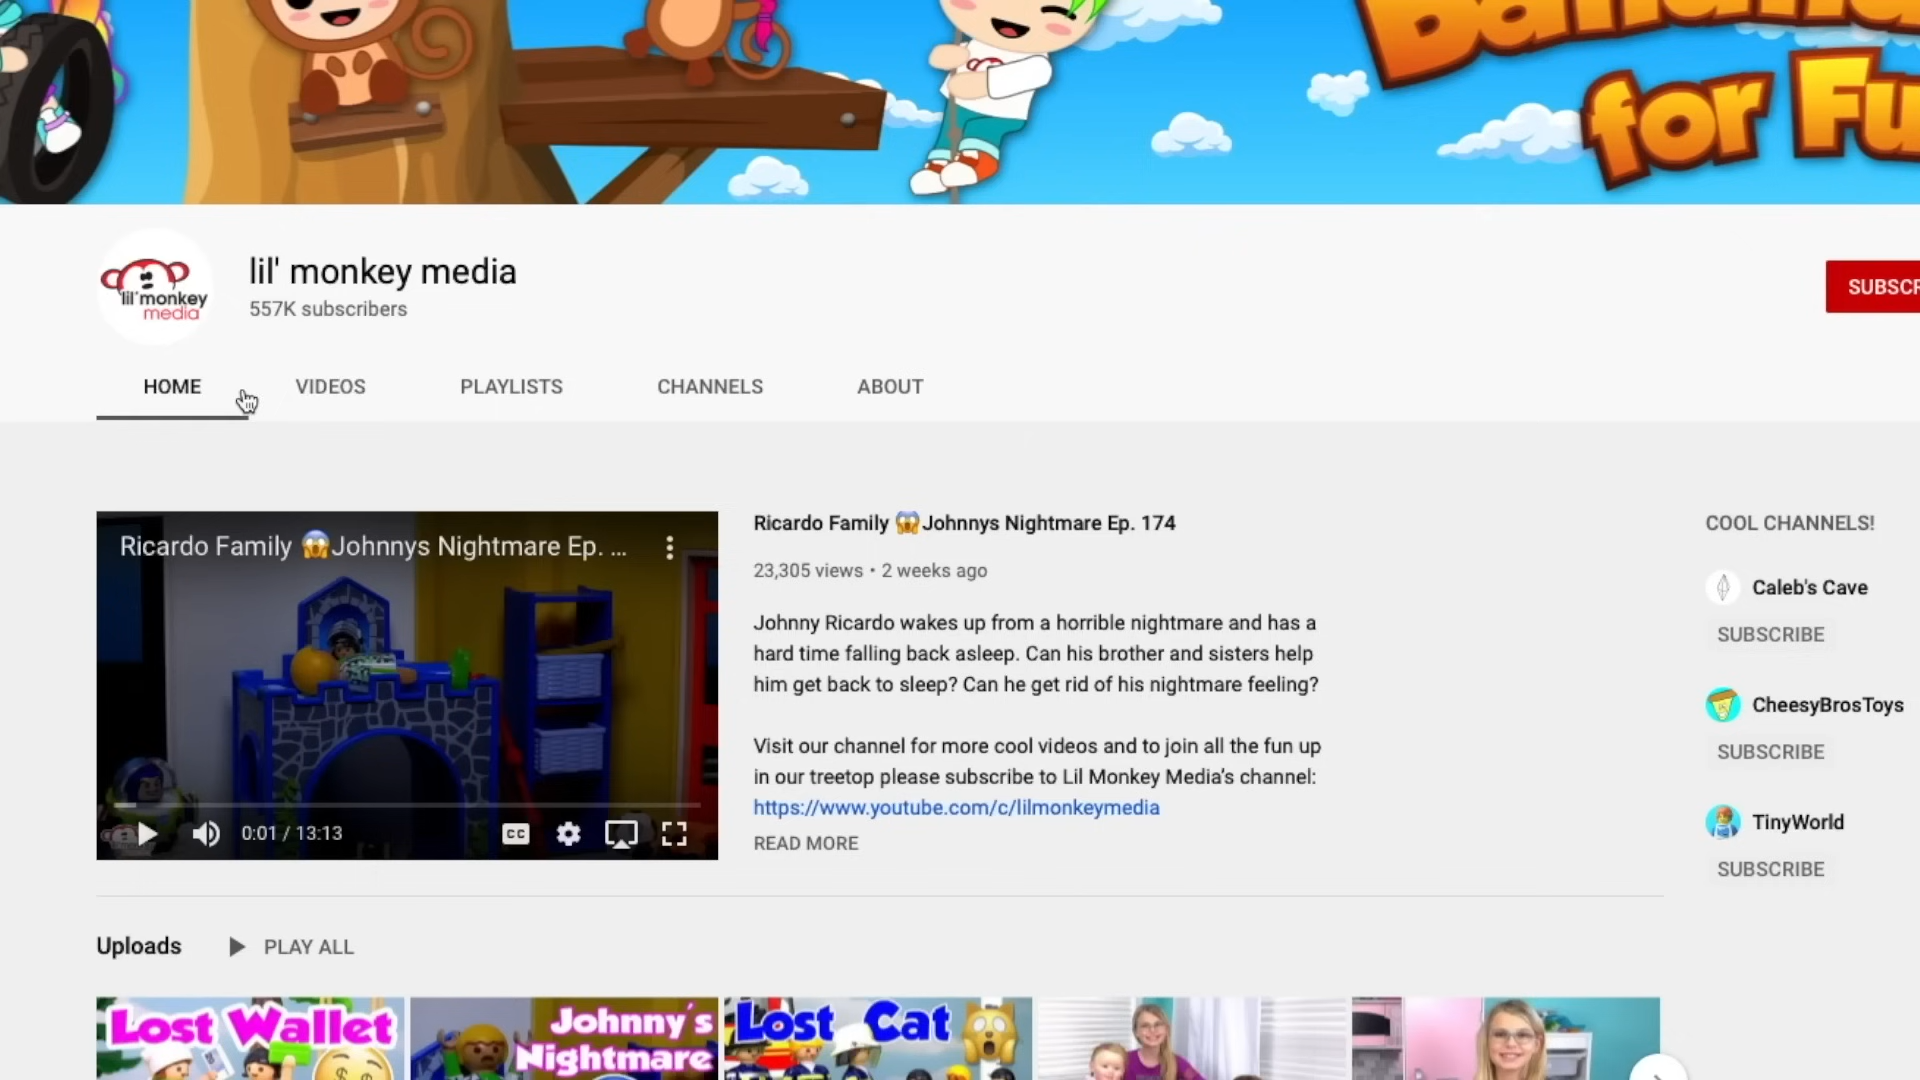 for Fu
lil' monkey
media
lil' monkey media
557K subscribers
SUBSCR
HOME
VIDEOS
PLAYLISTS
CHANNELS
ABOUT
Ricardo Family 😱Johnnys Nightmare Ep. ...
0:01 / 13:13
CC
Ricardo Family 😱Johnnys Nightmare Ep. 174
23,305 views • 2 weeks ago
Johnny Ricardo wakes up from a horrible nightmare and has a
hard time falling back asleep. Can his brother and sisters help
him get back to sleep? Can he get rid of his nightmare feeling?
Visit our channel for more cool videos and to join all the fun up
in our treetop please subscribe to Lil Monkey Media's channel:
https://www.youtube.com/c/lilmonkeymedia
READ MORE
COOL CHANNELS!
Caleb's Cave
SUBSCRIBE
CheesyBrosToys
SUBSCRIBE
TinyWorld
SUBSCRIBE
Uploads
PLAY ALL
Lost Wallet
Johnny's
Nightmare
Lost Cat